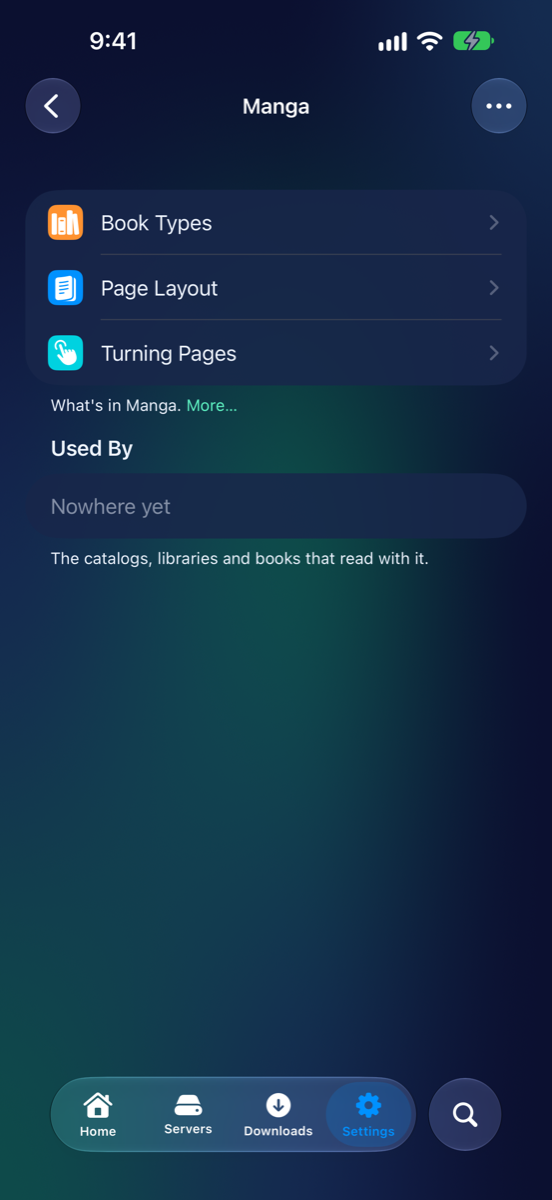 9:41
Manga
Book Types
Page Layout
Turning Pages
What's in Manga. More...
Used By
Nowhere yet
The catalogs, libraries and books that read with it.
Home
Servers
Downloads
Settings